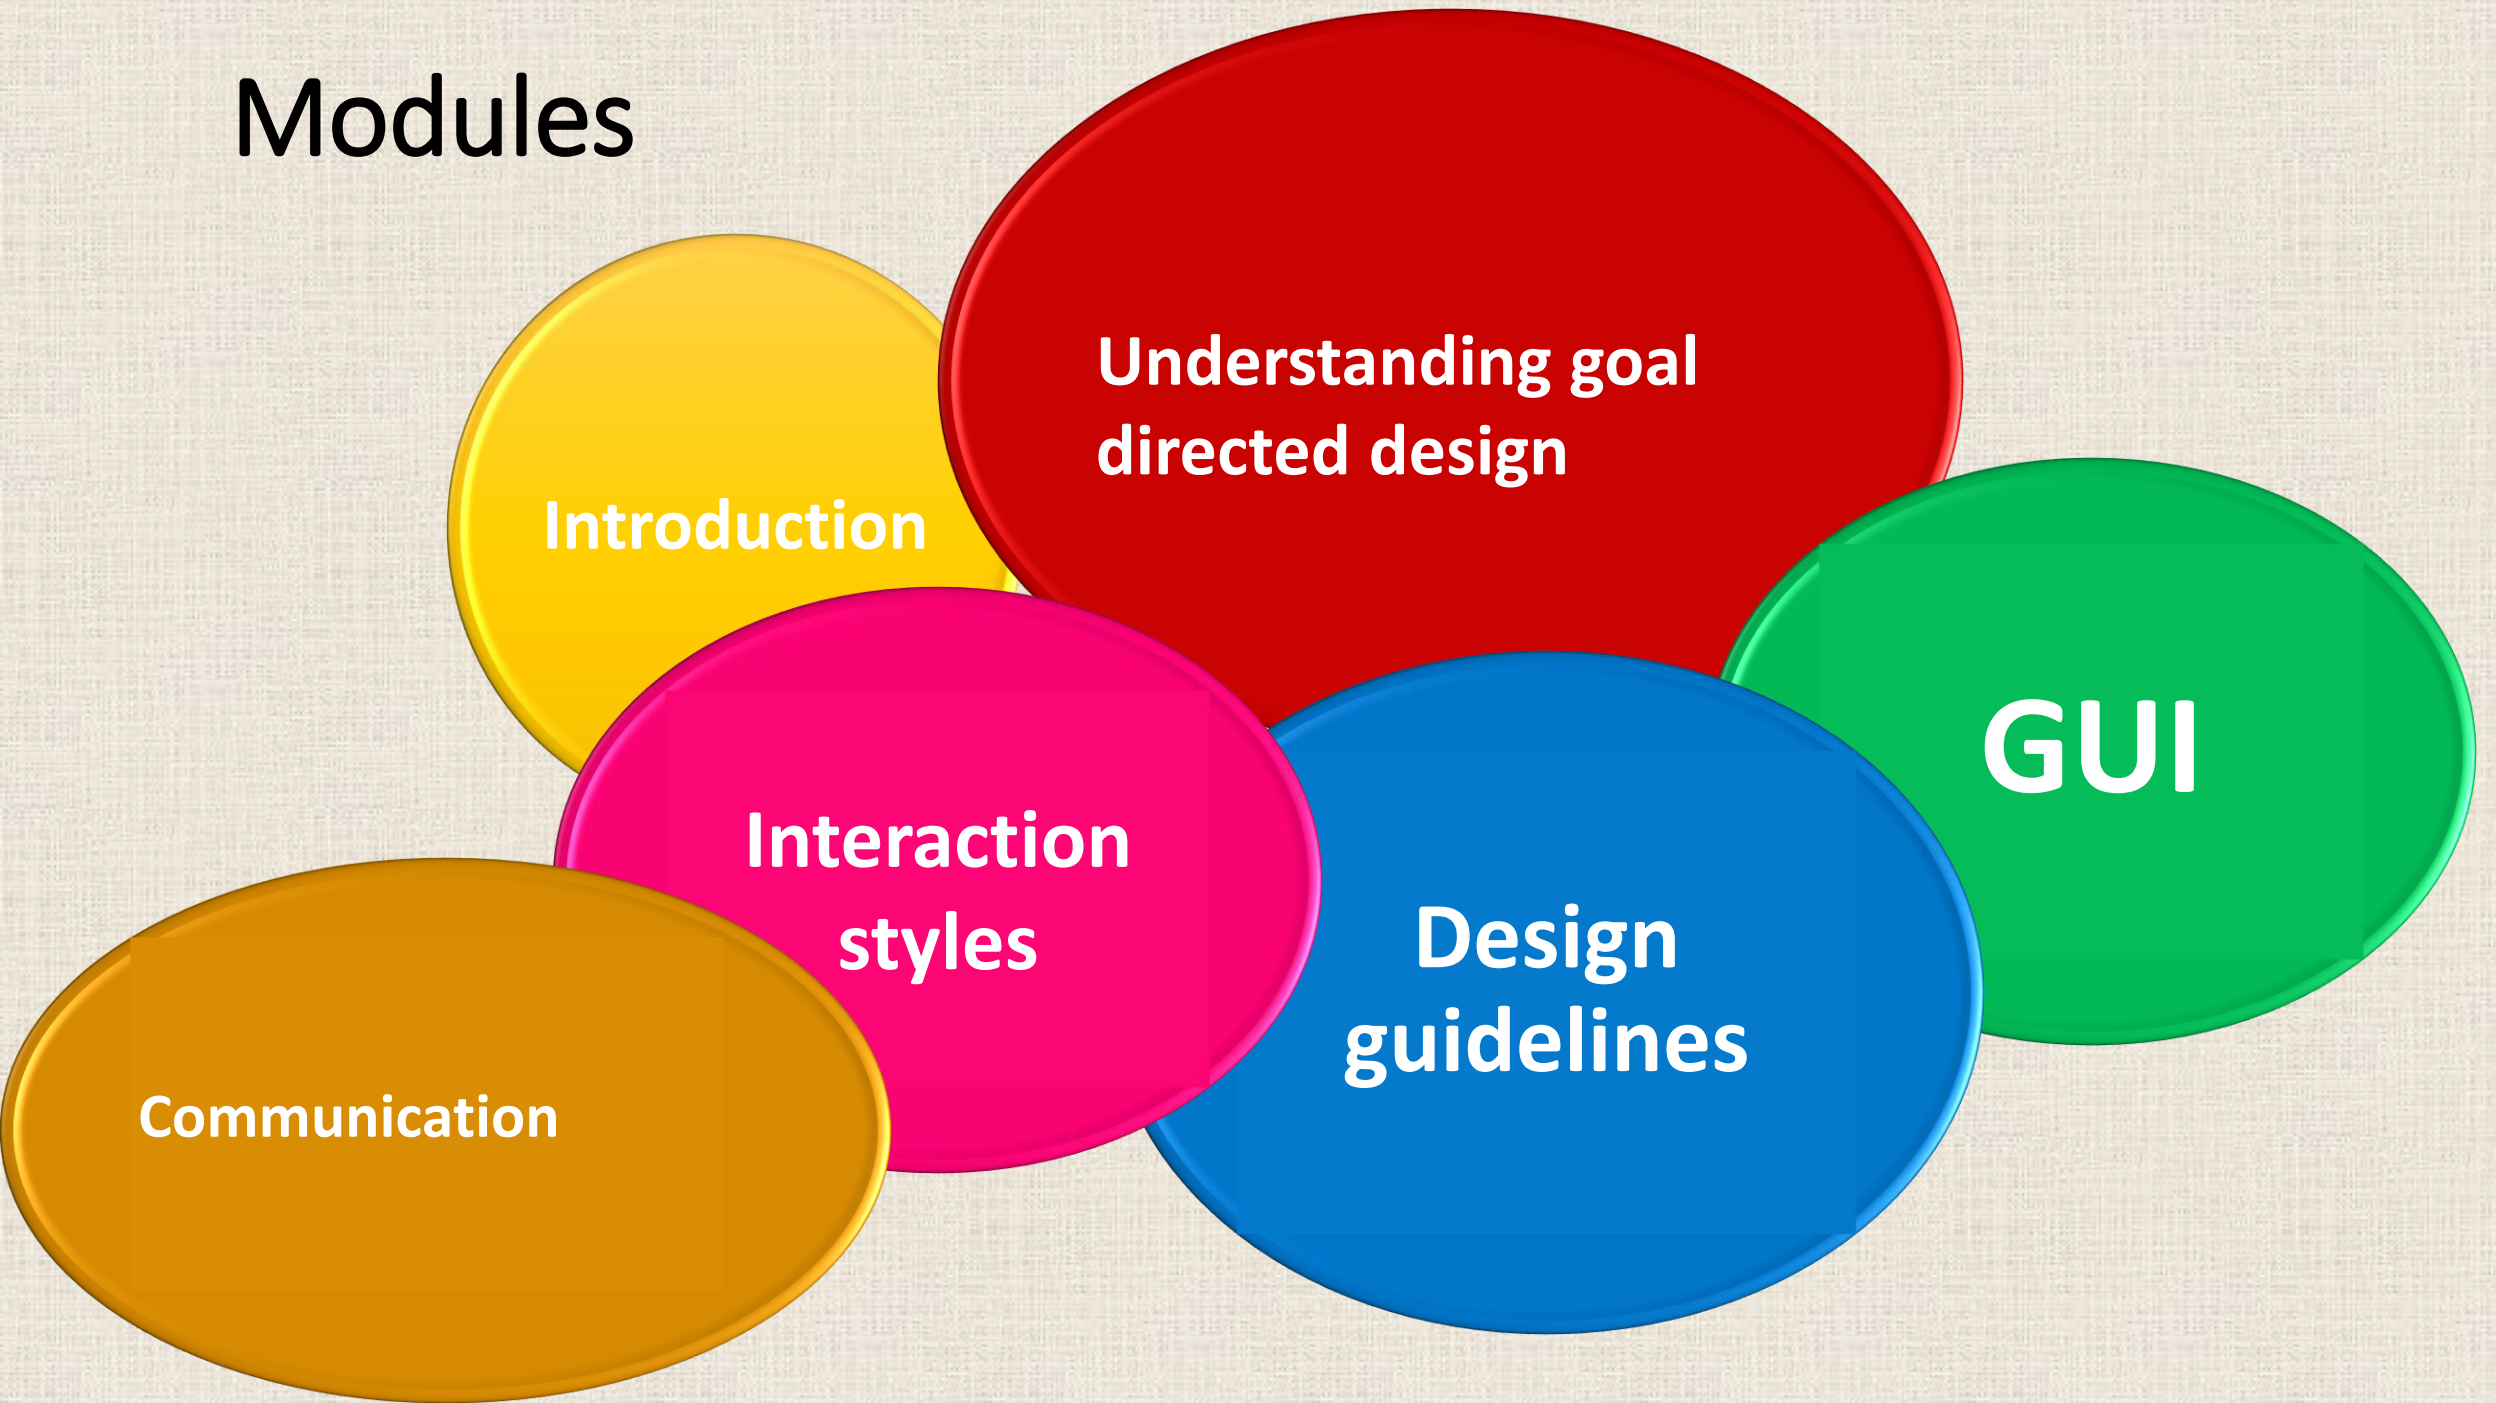 Modules
Introduction
Understanding goal
directed design
GUI
Interaction
styles
Design
guidelines
Communication